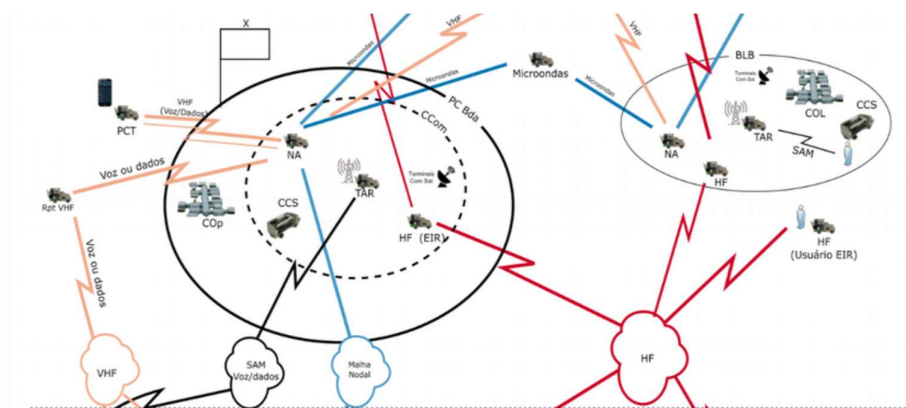 X
VHF
Microondas
Microondas
PC Bda
CCom
Microondas
Microondas
BLB
Terminais
Com Sat
COL
CCS
TAR
SAM
NA
HF
PCT
VHF
(Voz/Dados)
NA
Voz ou dados
Rpt VHF
COp
CCS
TAR
Terminais
Com Sat
HF (EIR)
HF
(Usuário EIR)
Voz ou dados
VHF
SAM
Voz/dados
Malha
Nodal
HF